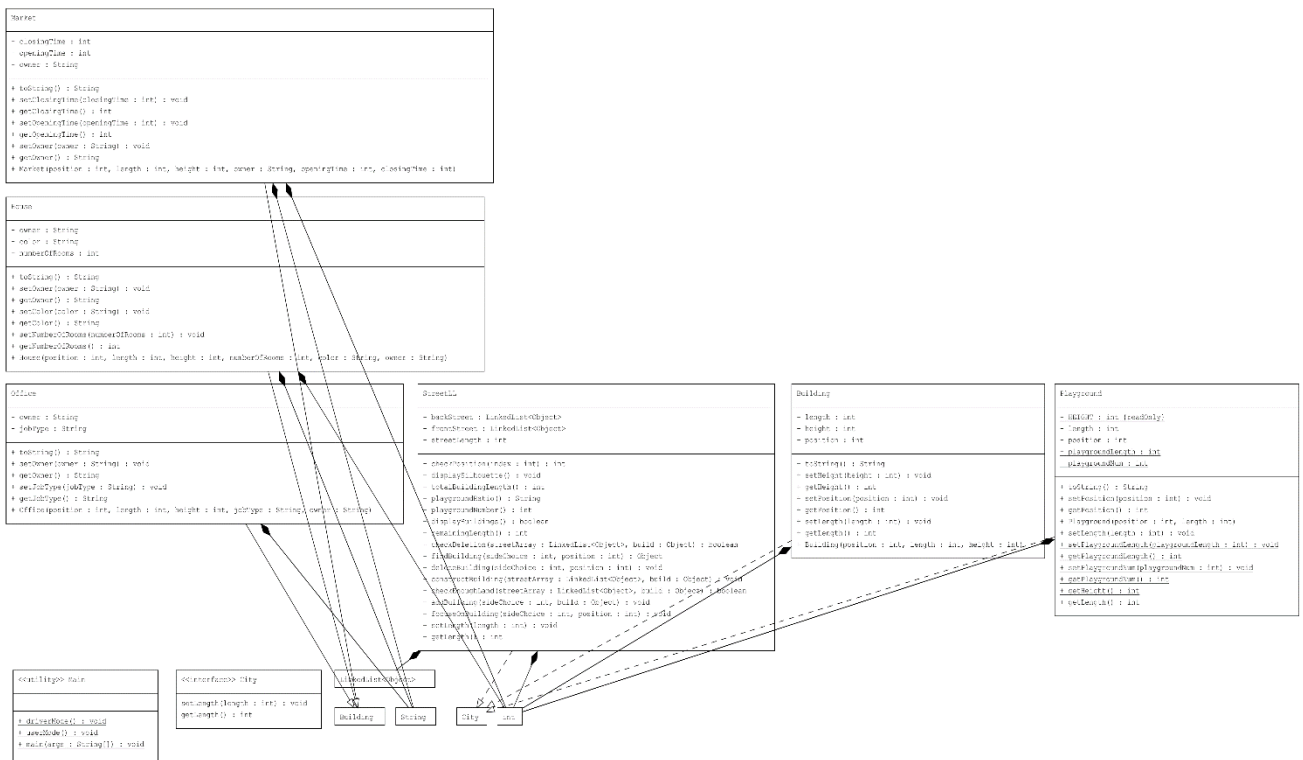 Market
- closingTime : int
openingTime : int
- owner : String
+ toString() : String
+ setClosingTime(closingTime : int) : void
+ getClosingTime() : int
+ setOpeningTime(openingTime : int) : void
+ getOpeningTime() : int
+ setOwner(owner : String) : void
+ getOwner() : String
+ Market(position : int, length : int, height : int, owner : String, openingTime : int, closingTime : int)
House
- owner : String
- color : String
- numberOfRooms : int
+ toString() : String
+ setOwner(owner : String) : void
+ getOwner() : String
+ setColor(color : String) : void
+ getColor() : String
+ setNumberOfRooms(numberOfRooms : int) : void
+ getNumberOfRooms() : int
+ House(position : int, length : int, height : int, numberOfRooms : int, color : String, owner : String)
Office
- owner : String
- jobType : String
+ toString() : String
+ setOwner(owner : String) : void
+ getOwner() : String
+ setJobType(jobType : String) : void
+ getJobType() : String
+ Office(position : int, length : int, height : int, jobType : String, owner : String)
StreetLL
- backStreet : LinkedList<Object>
- frontStreet : LinkedList<Object>
- streetLength : int
- checkPosition(index : int) : int
- displaySilhouette() : void
- totalBuildingLength() : int
- playgroundRatio() : String
- playgroundNumber() : int
- displayBuildings() : boolean
- remainingLength() : int
- checkDeletion(streetArray : LinkedList<Object>, build : Object) : boolean
- findBuilding(sideChoice : int, position : int) : Object
- deleteBuilding(sideChoice : int, position : int) : void
- constructBuilding(streetArray : LinkedList<Object>, build : Object) : void
- checkEnoughLand(streetArray : LinkedList<Object>, build : Object) : boolean
- addBuilding(sideChoice : int, build : Object) : void
- focusOnBuilding(sideChoice : int, position : int) : void
- setLength(length : int) : void
- getLength() : int
Building
- length : int
- height : int
- position : int
- toString() : String
- setHeight(height : int) : void
- getHeight() : int
- setPosition(position : int) : void
- getPosition() : int
- setLength(length : int) : void
- getLength() : int
Building(position : int, length : int, height : int)
Playground
- HEIGHT : int {readOnly}
- length : int
- position : int
- playgroundLength : int
playgroundNum : int
+ toString() : String
+ setPosition(position : int) : void
+ getPosition() : int
+ Playground(position : int, length : int)
+ setLength(length : int) : void
+ setPlaygroundLength(playgroundLength : int) : void
+ getPlaygroundLength() : int
+ setPlaygroundNum(playgroundNum : int) : void
+ getPlaygroundNum() : int
+ getHeight() : int
+ getLength() : int
<<utility>> Main
+ driverMode() : void
+ userMode() : void
+ main(args : String[]) : void
<<interface>> City
setLength(length : int) : void
getLength() : int
LinkedList<Object>
Building
String
City
int